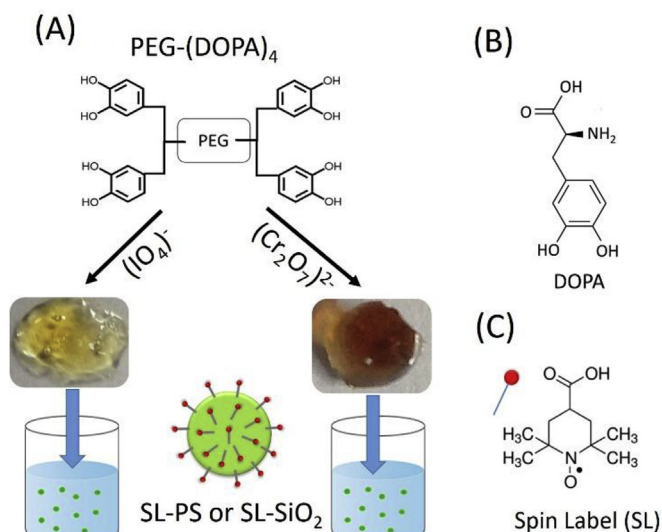 (A)
PEG-(DOPA)₄
HO
HO
HO
HO
PEG
OH
OH
OH
OH
(IO₄)⁻
(Cr₂O₇)²⁻
SL-PS or SL-SiO₂
(B)
OH
O
NH₂
HO
OH
DOPA
(C)
O
OH
H₃C
CH₃
H₃C
N
CH₃
O
Spin Label (SL)